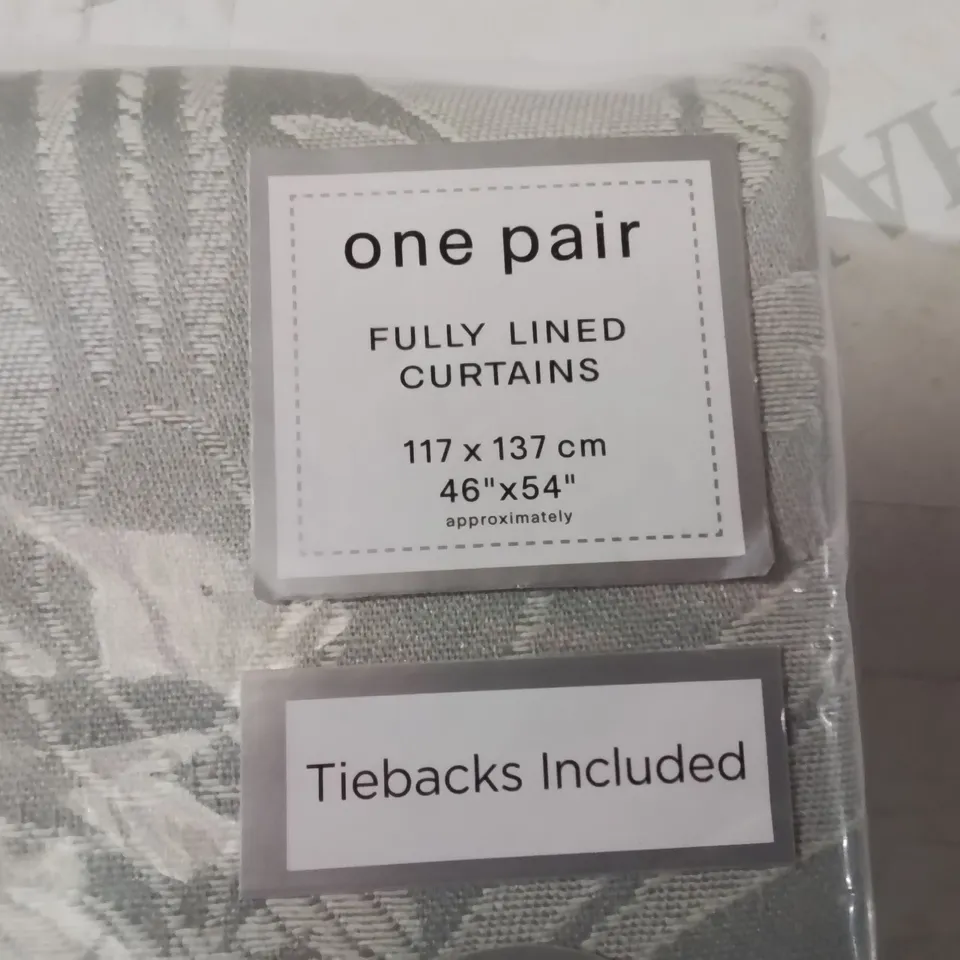 one pair
FULLY LINED
CURTAINS
117 x 137 cm
46"x54"
approximately
Tiebacks Included